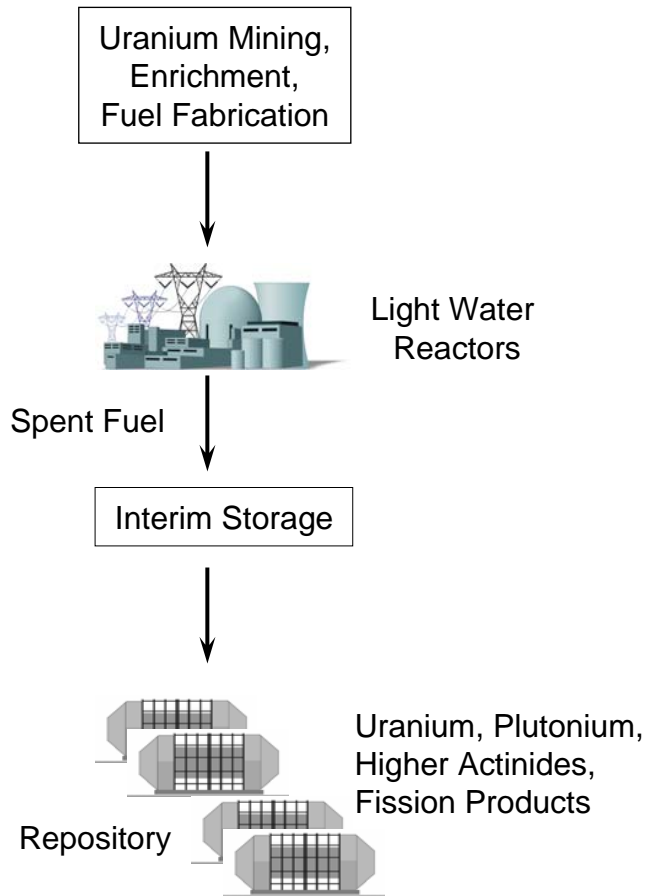 Uranium Mining,
Enrichment,
Fuel Fabrication
Light Water
Reactors
Spent Fuel
Interim Storage
Uranium, Plutonium,
Higher Actinides,
Fission Products
Repository